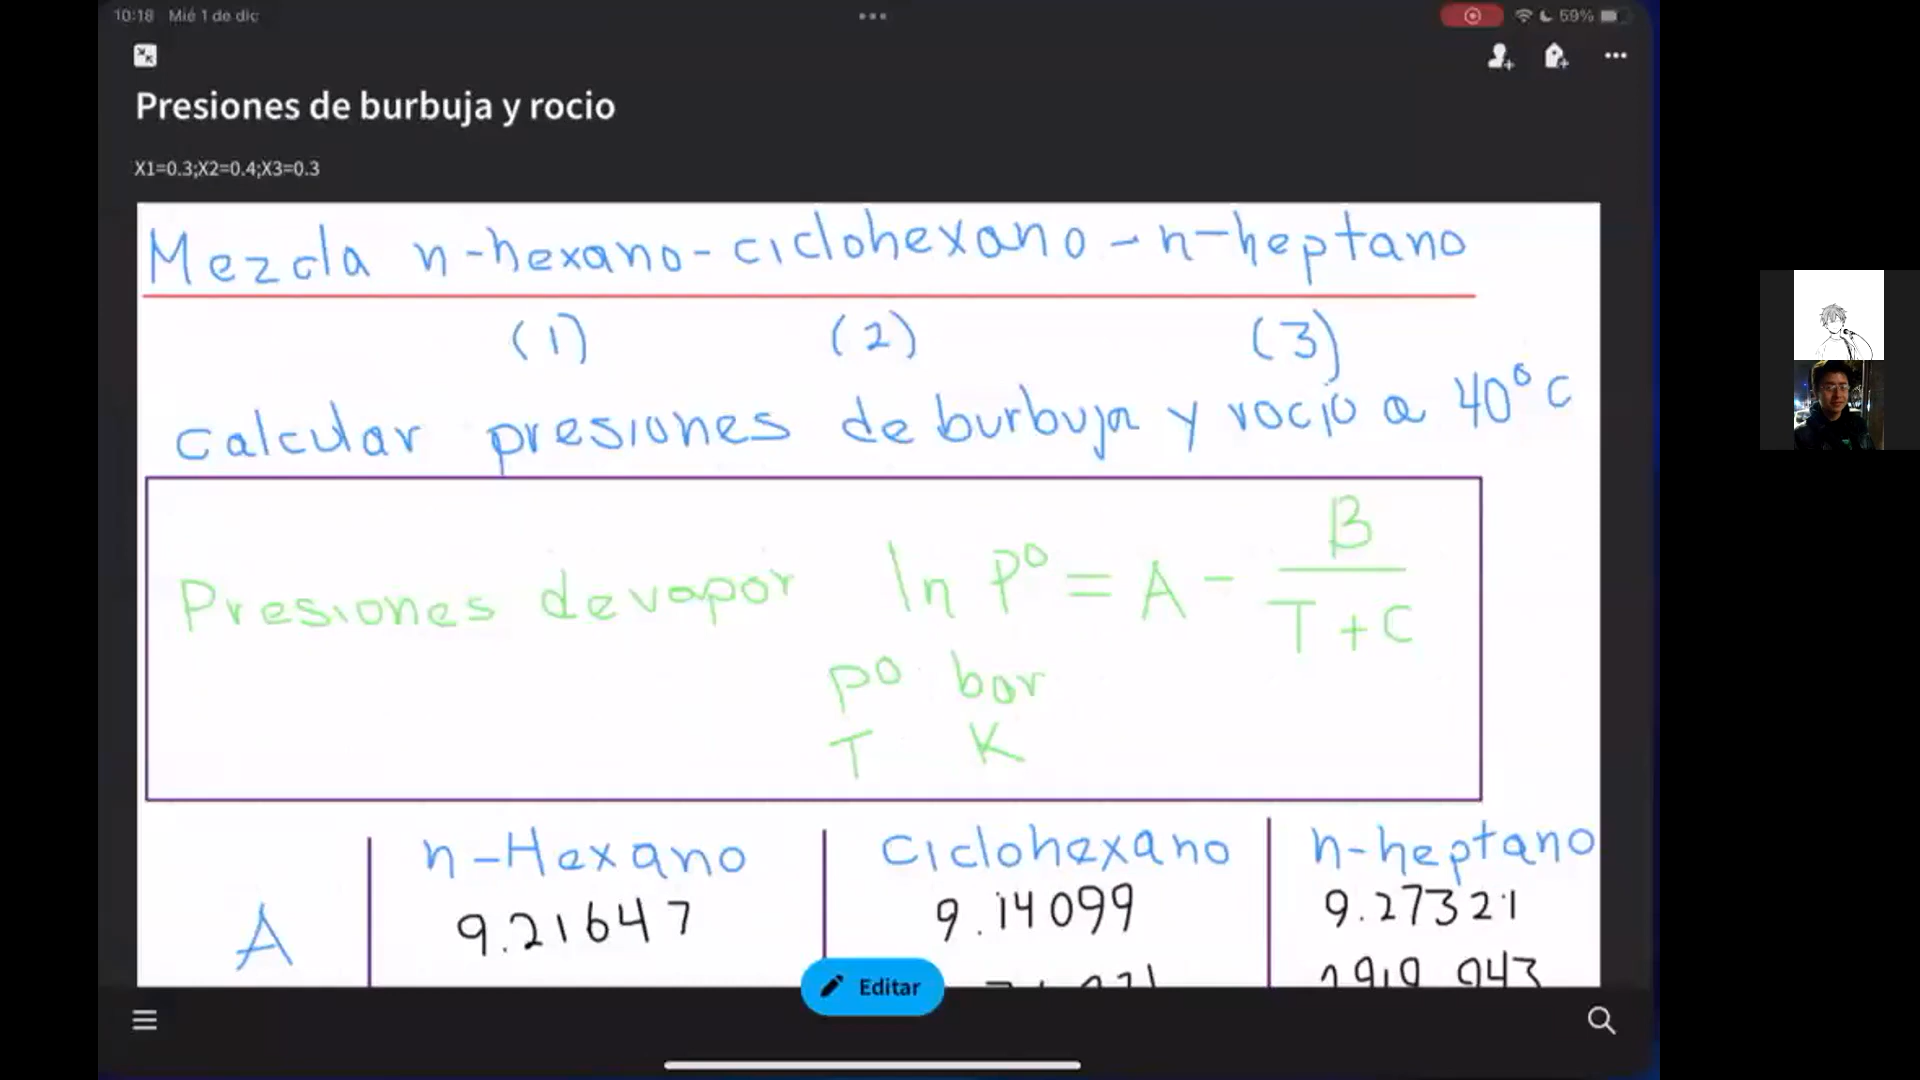 10:18 Mié 1 de dic
59%
Presiones de burbuja y rocio
X1=0.3;X2=0.4;X3=0.3
Mezcla n-hexano-ciclohexano-n-heptano
(1) (2) (3)
calcular presiones de burbuja y rocio a 40°C
Presiones de vapor ln P° = A - B / T + C
P° bar
T K
n-Hexano Ciclohexano n-heptano
A 9.21647 9.14099 9.27321
Editar